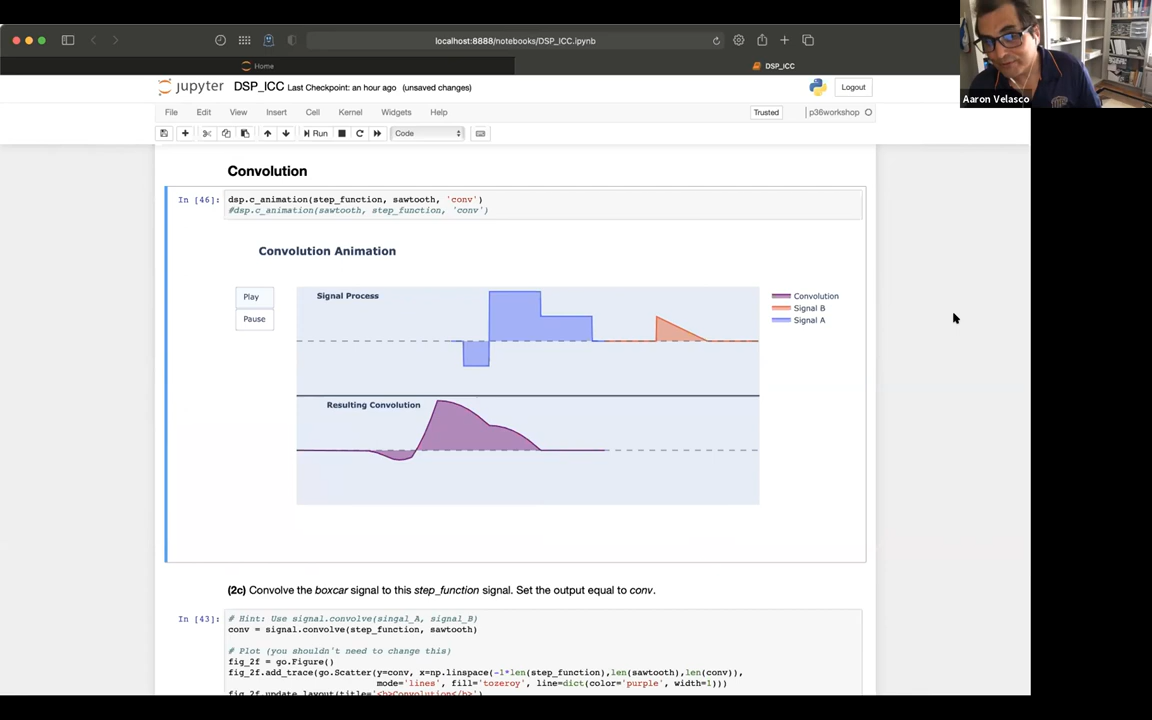 localhost:8888/notebooks/DSP_ICC.ipynb
Home
DSP_ICC
jupyter DSP_ICC Last Checkpoint: an hour ago (unsaved changes)
Logout
Aaron Velasco
File Edit View Insert Cell Kernel Widgets Help
Trusted
p36workshop
Run
Code
Convolution
In [46]: dsp.c_animation(step_function, sawtooth, 'conv')
#dsp.c_animation(sawtooth, step_function, 'conv')
Convolution Animation
Play
Pause
Signal Process
Convolution
Signal B
Signal A
Resulting Convolution
(2c) Convolve the boxcar signal to this step_function signal. Set the output equal to conv.
In [43]: # Hint: Use signal.convolve(singal_A, signal_B)
conv = signal.convolve(step_function, sawtooth)
# Plot (you shouldn't need to change this)
fig_2f = go.Figure()
fig_2f.add_trace(go.Scatter(y=conv, x=np.linspace(-1*len(step_function),len(sawtooth),len(conv)),
mode='lines', fill='tozeroy', line=dict(color='purple', width=1)))
fig_2f.update_layout(title='<b>Convolution</b>')